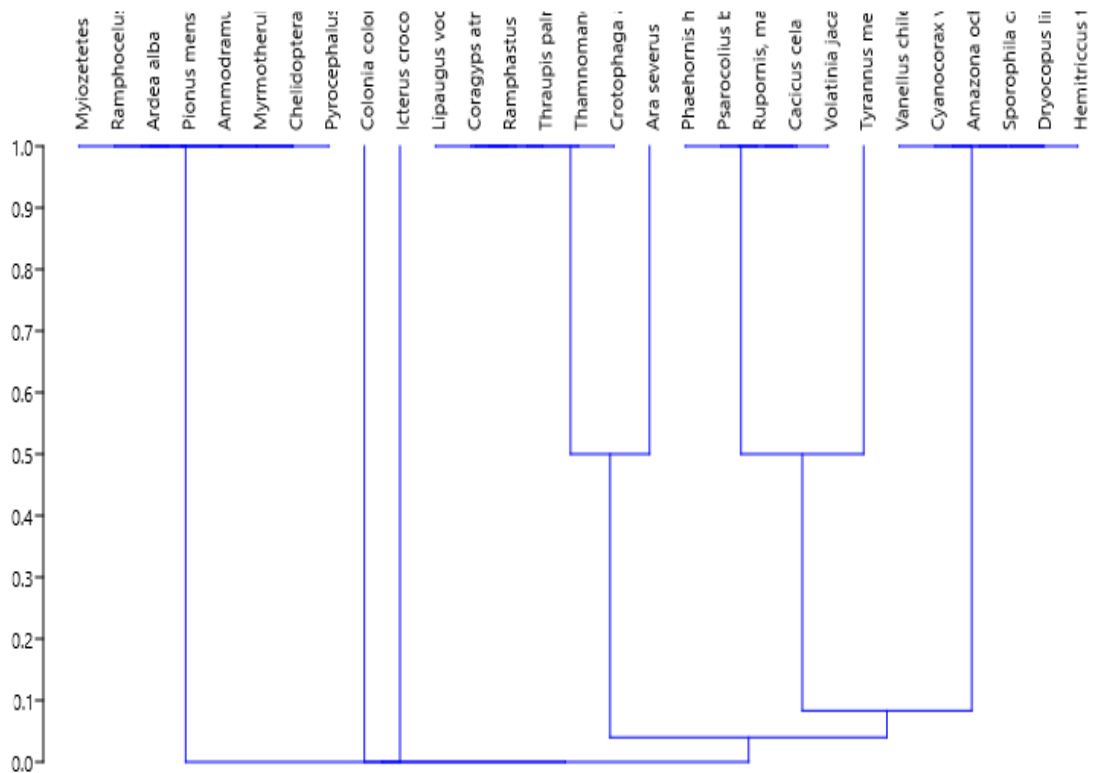 Myiozetetes
Ramphocelus
Ardea alba
Pionus mens
Ammodramu
Myrmotherul
Chelidoptera
Pyrocephalus
Colonia colon
Icterus croco
Lipaugus voc
Coragyps atr
Ramphastus
Thraupis palr
Thamnoman
Crotophaga
Ara severus
Phaehornis h
Psarocolius b
Rupornis, ma
Cacicus cela
Volatinia jaca
Tyrannus me
Vanellus chile
Cyanocorax v
Amazona ocl
Sporophila c
Dryocopus lin
Hemitriccus f
1.0
0.9
0.8
0.7
0.6
0.5
0.4
0.3
0.2
0.1
0.0